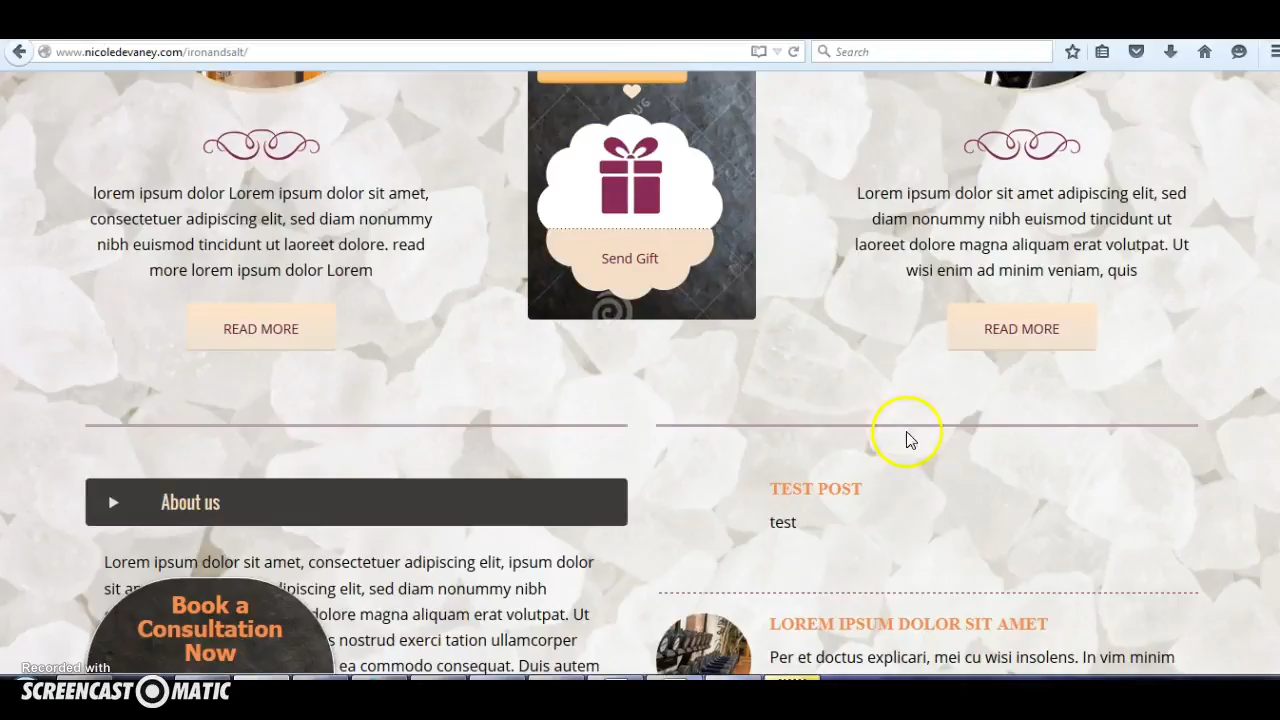 www.nicoledevaney.com/ironandsalt/
Search
lorem ipsum dolor Lorem ipsum dolor sit amet,
consectetuer adipiscing elit, sed diam nonummy
nibh euismod tincidunt ut laoreet dolore. read
more lorem ipsum dolor Lorem
READ MORE
Send Gift
Lorem ipsum dolor sit amet adipiscing elit, sed
diam nonummy nibh euismod tincidunt ut
laoreet dolore magna aliquam erat volutpat. Ut
wisi enim ad minim veniam, quis
READ MORE
About us
Lorem ipsum dolor sit amet, consectetuer adipiscing elit, ipsum dolor
sit adipiscing elit, sed diam nonummy nibh
dolore magna aliquam erat volutpat. Ut
s nostrud exerci tation ullamcorper
ea commodo consequat. Duis autem
Book a
Consultation
Now
TEST POST
test
LOREM IPSUM DOLOR SIT AMET
Per et doctus explicari, mei cu wisi insolens. In vim minim
Recorded with
SCREENCAST MATIC